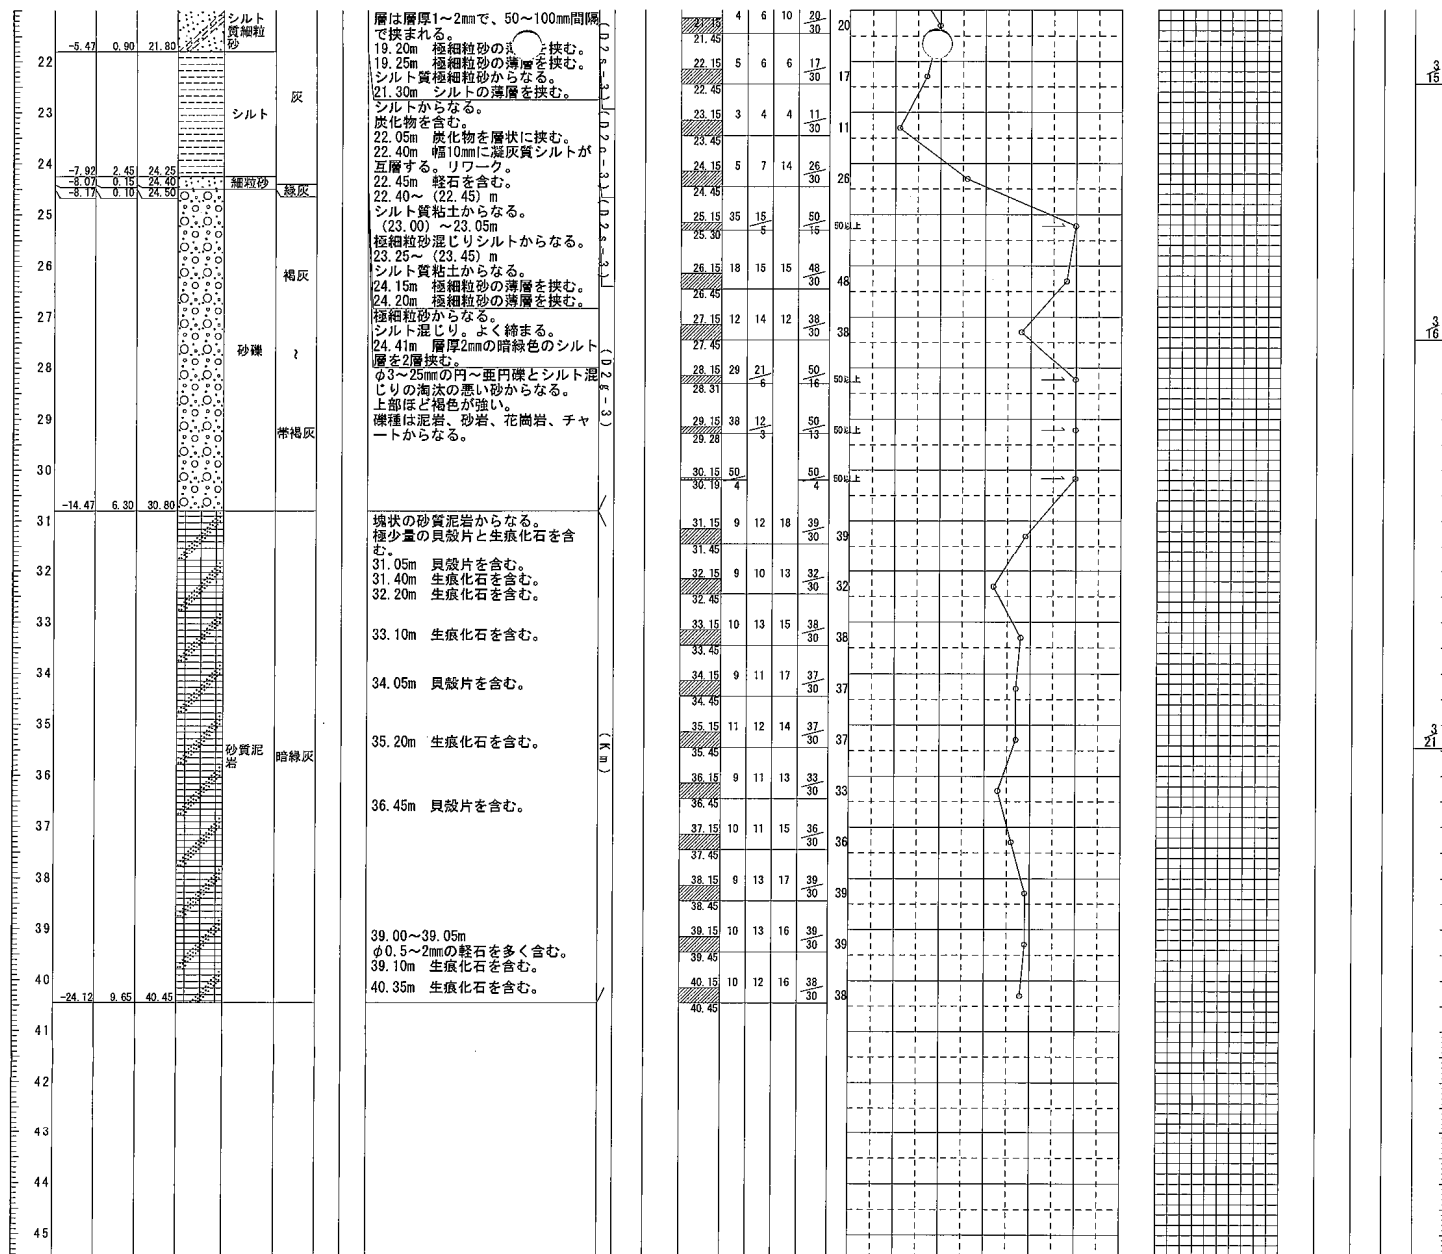 シルト
質細粒
砂
-5.47 0.90 21.80
シルト
灰
-7.92 2.45 24.25
細粒砂
-8.07 0.15 24.40
緑灰
-8.17 0.10 24.50
砂礫
褐灰
~
帯褐灰
-14.47 6.30 30.80
砂質泥
岩
暗緑灰
-24.12 9.65 40.45
22
23
24
25
26
27
28
29
30
31
32
33
34
35
36
37
38
39
40
41
42
43
44
45
層は層厚1~2mmで、50~100mm間隔
で挟まれる。
19.20m 極細粒砂の薄を挟む。
19.25m 極細粒砂の薄層を挟む。
シルト質極細粒砂からなる。
21.30m シルトの薄層を挟む。
シルトからなる。
炭化物を含む。
22.05m 炭化物を層状に挟む。
22.40m 幅10mmに凝灰質シルトが
互層する。リワーク。
22.45m 軽石を含む。
22.40~(22.45)m
シルト質粘土からなる。
(23.00)~23.05m
極細粒砂混じりシルトからなる。
23.25~(23.45)m
シルト質粘土からなる。
24.15m 極細粒砂の薄層を挟む。
24.20m 極細粒砂の薄層を挟む。
極細粒砂からなる。
シルト混じり。よく締まる。
24.41m 層厚2mmの暗緑色のシルト
層を2層挟む。
φ3~25mmの円~亜円礫とシルト混
じりの淘汰の悪い砂からなる。
上部ほど褐色が強い。
礫種は泥岩、砂岩、花崗岩、チャ
ートからなる。
塊状の砂質泥岩からなる。
極少量の貝殻片と生痕化石を含
む。
31.05m 貝殻片を含む。
31.40m 生痕化石を含む。
32.20m 生痕化石を含む。
33.10m 生痕化石を含む。
34.05m 貝殻片を含む。
35.20m 生痕化石を含む。
36.45m 貝殻片を含む。
39.00~39.05m
φ0.5~2mmの軽石を多く含む。
39.10m 生痕化石を含む。
40.35m 生痕化石を含む。
(D2s-3)
(D2c-3)
(D2s-3)
(D2g-3)
(Km)
21.15 4 6 10 20 20
21.45 30
22.15 5 6 6 17 17
22.45 30
23.15 3 4 4 11 11
23.45 30
24.15 5 7 14 26 26
24.45 30
25.15 35 15 50 50以上
25.30 5 15
26.15 18 15 15 48 48
26.45 30
27.15 12 14 12 38 38
27.45 30
28.15 29 21 50 50以上
28.31 6 16
29.15 38 12 50 50以上
29.28 3 13
30.15 50 50 50以上
30.19 4 4
31.15 9 12 18 39 39
31.45 30
32.15 9 10 13 32 32
32.45 30
33.15 10 13 15 38 38
33.45 30
34.15 9 11 17 37 37
34.45 30
35.15 11 12 14 37 37
35.45 30
36.15 9 11 13 33 33
36.45 30
37.15 10 11 15 36 36
37.45 30
38.15 9 13 17 39 39
38.45 30
39.15 10 13 16 39 39
39.45 30
40.15 10 12 16 38 38
40.45 30
3
15
3
16
3
21